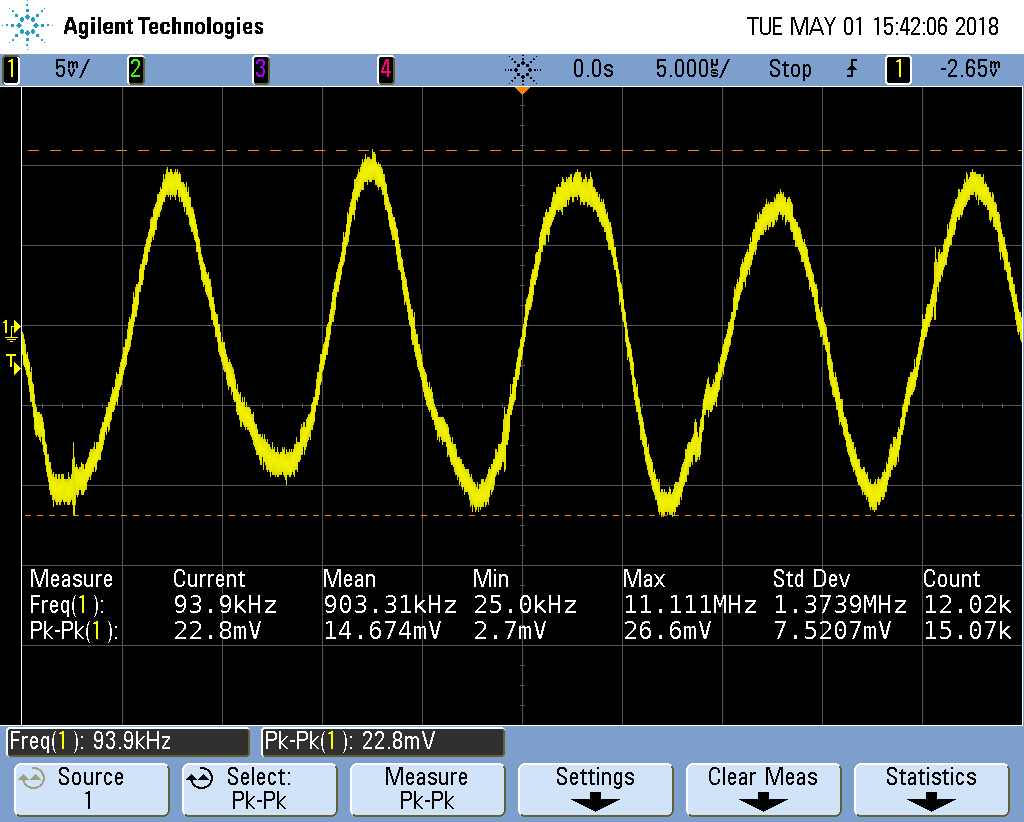 Agilent Technologies TUE MAY 01 15:42:06 2018
1 5mV/ 2 3 4 0.0s 5.000µs/ Stop 1 -2.65mV
1
T
Measure Current Mean Min Max Std Dev Count
Freq(1): 93.9kHz 903.31kHz 25.0kHz 11.111MHz 1.3739MHz 12.02k
Pk-Pk(1): 22.8mV 14.674mV 2.7mV 26.6mV 7.5207mV 15.07k
Freq(1): 93.9kHz Pk-Pk(1): 22.8mV
Source Select: Measure Settings Clear Meas Statistics
1 Pk-Pk Pk-Pk